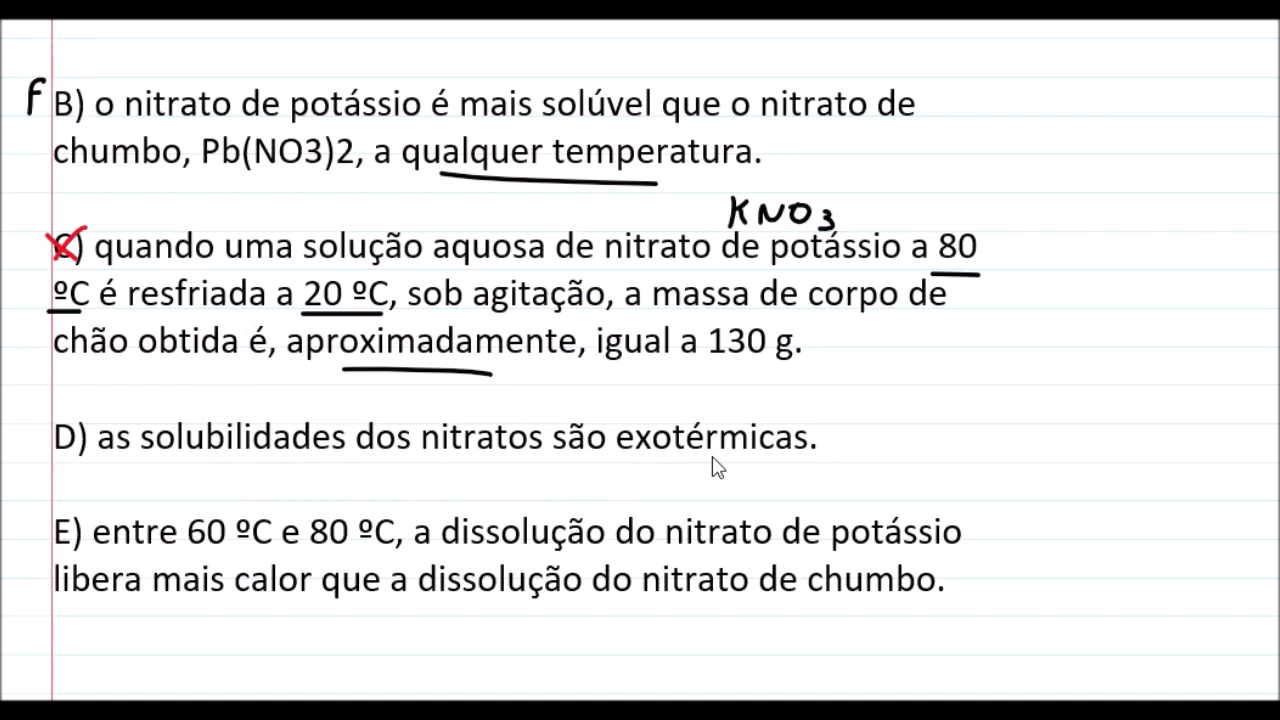 f B) o nitrato de potássio é mais solúvel que o nitrato de
chumbo, Pb(NO3)2, a qualquer temperatura.
KNO3
C) quando uma solução aquosa de nitrato de potássio a 80
ºC é resfriada a 20 ºC, sob agitação, a massa de corpo de
chão obtida é, aproximadamente, igual a 130 g.
D) as solubilidades dos nitratos são exotérmicas.
E) entre 60 ºC e 80 ºC, a dissolução do nitrato de potássio
libera mais calor que a dissolução do nitrato de chumbo.